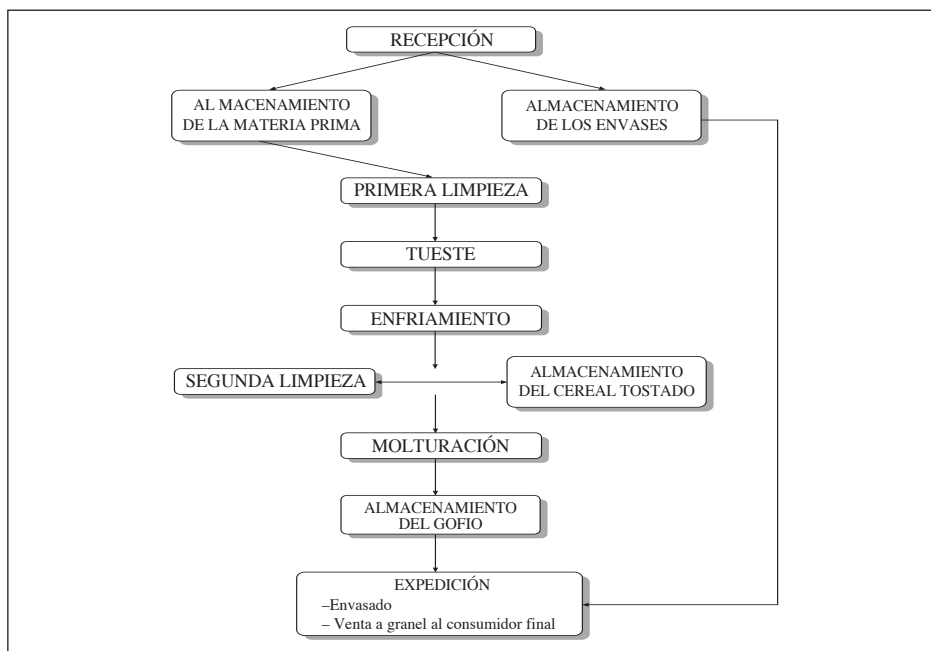 RECEPCIÓN
AL MACENAMIENTO
DE LA MATERIA PRIMA
ALMACENAMIENTO
DE LOS ENVASES
PRIMERA LIMPIEZA
TUESTE
ENFRIAMIENTO
SEGUNDA LIMPIEZA
ALMACENAMIENTO
DEL CEREAL TOSTADO
MOLTURACIÓN
ALMACENAMIENTO
DEL GOFIO
EXPEDICIÓN
–Envasado
– Venta a granel al consumidor final